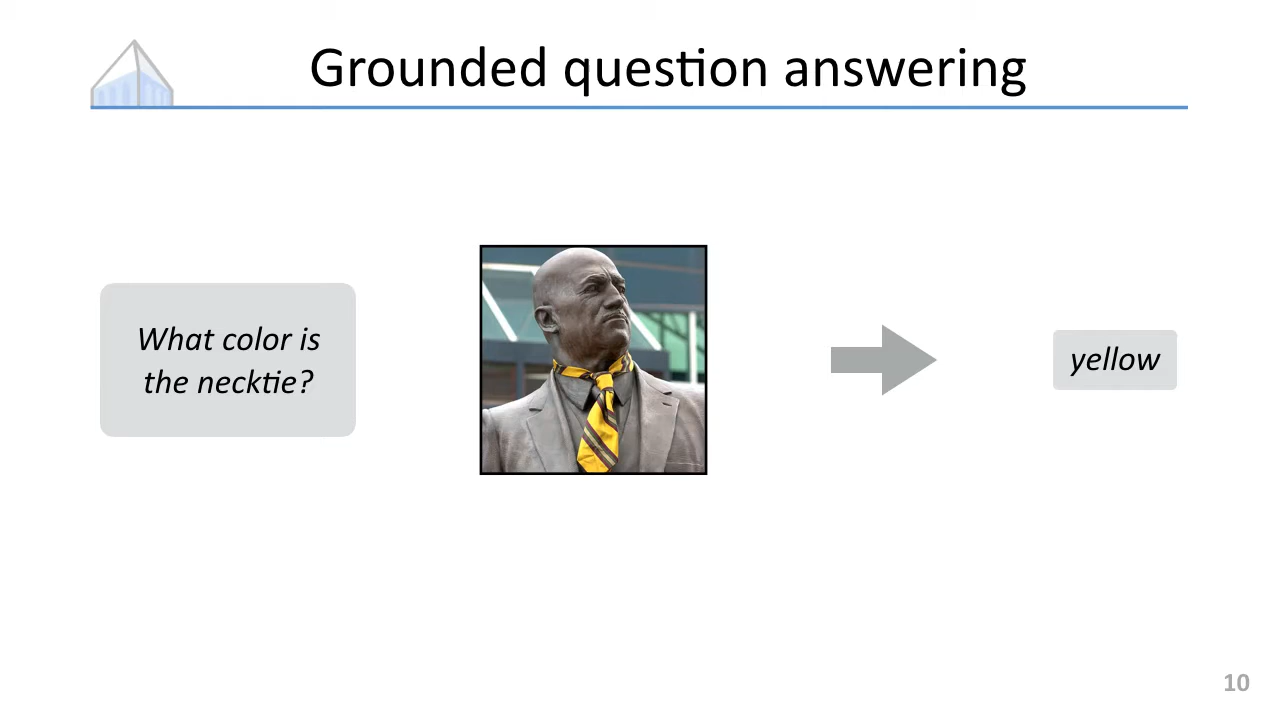 Grounded question answering
What color is
the necktie?
yellow
10